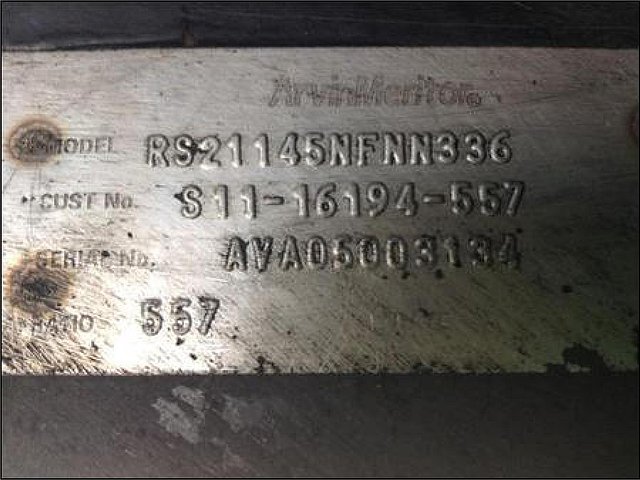 ArvinMeritor
MODEL RS21145NFNN336
CUST No. S11-16194-557
SERIAL No. AVA05003134
RATIO 557